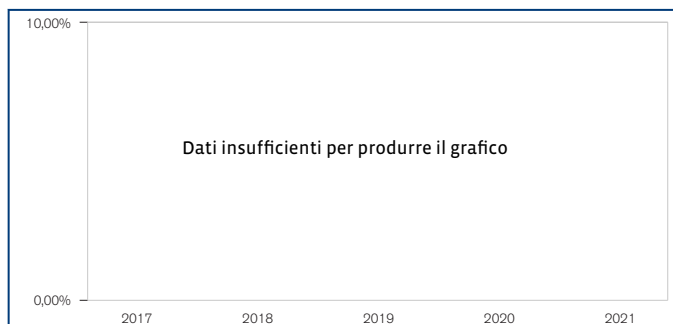 10,00%
Dati insufficienti per produrre il grafico
0,00%
2017 2018 2019 2020 2021